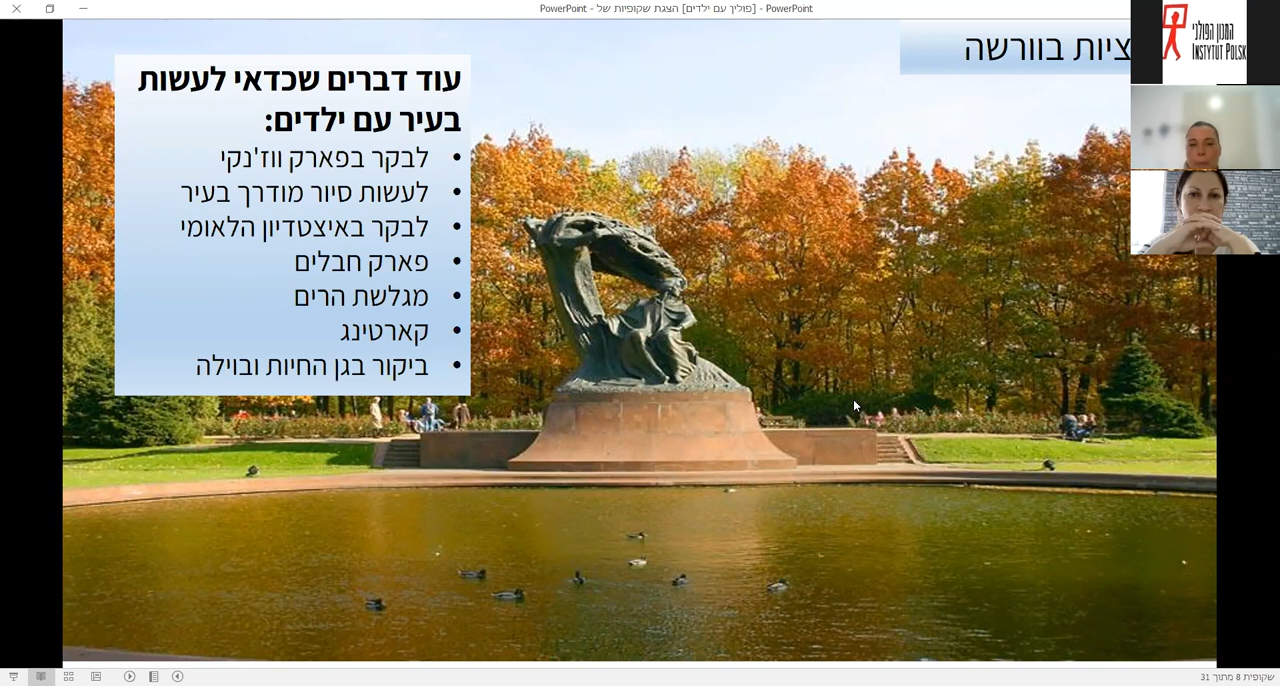 PowerPoint - [פוליך עם ילדים] הצגת שקופיות של - PowerPoint
ציות בוורשה
המכון הפולני
INSTYTUT POLSK
עוד דברים שכדאי לעשות
בעיר עם ילדים:
• לבקר בפארק ווז'נקי
• לעשות סיור מודרך בעיר
• לבקר באיצטדיון הלאומי
• פארק חבלים
• מגלשת הרים
• קארטינג
• ביקור בגן החיות ובוילה
שקופית 8 מתוך 31